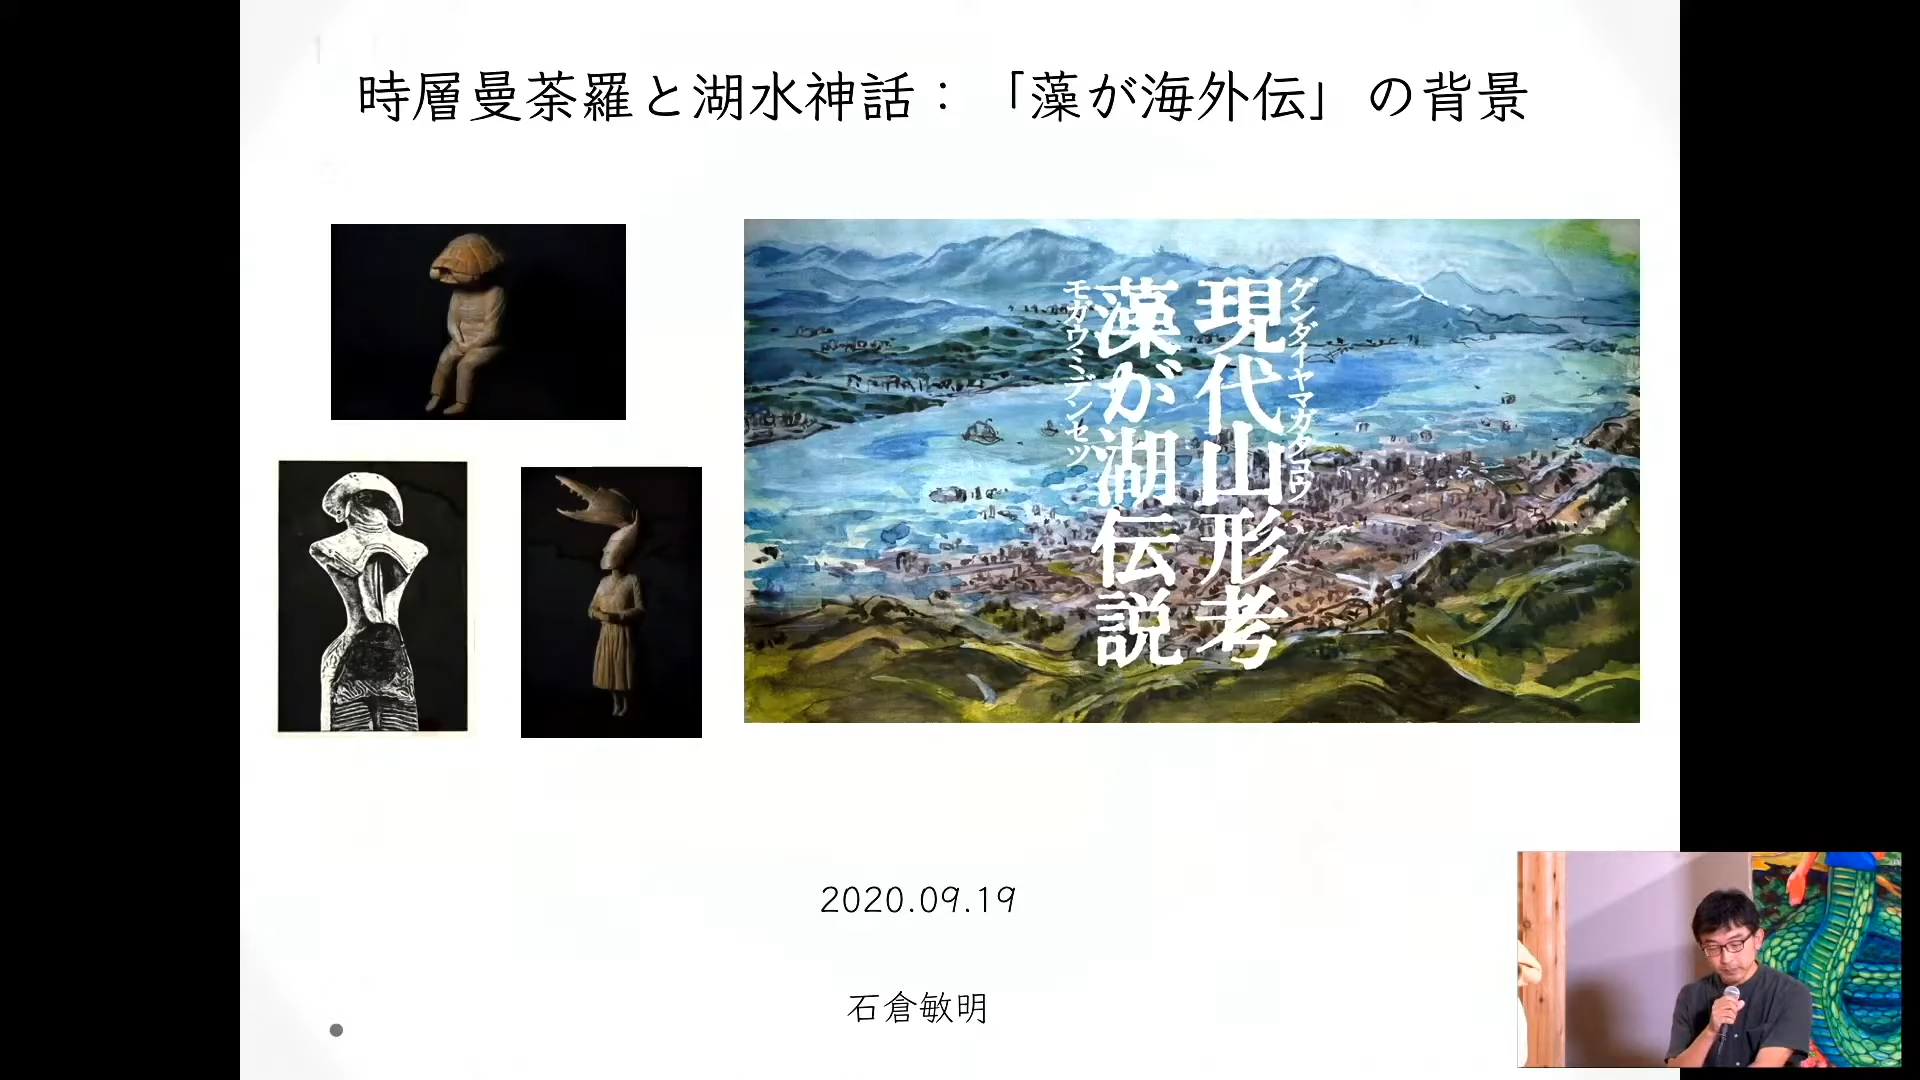 時層曼荼羅と湖水神話：「藻が海外伝」の背景
現代山形考
ゲンダイヤマガタコウ
藻が湖伝説
モガウミデンセツ
2020.09.19
石倉敏明